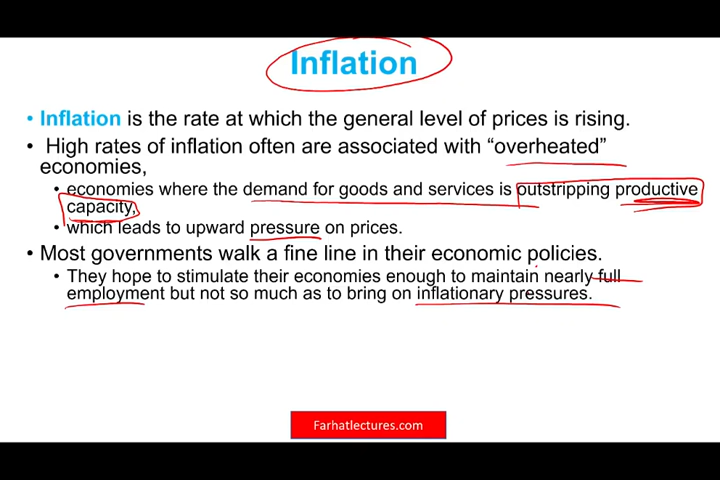 Inflation
• Inflation is the rate at which the general level of prices is rising.
• High rates of inflation often are associated with “overheated”
economies,
• economies where the demand for goods and services is outstripping productive
capacity,
• which leads to upward pressure on prices.
• Most governments walk a fine line in their economic policies.
• They hope to stimulate their economies enough to maintain nearly full
employment but not so much as to bring on inflationary pressures.
Farhatlectures.com